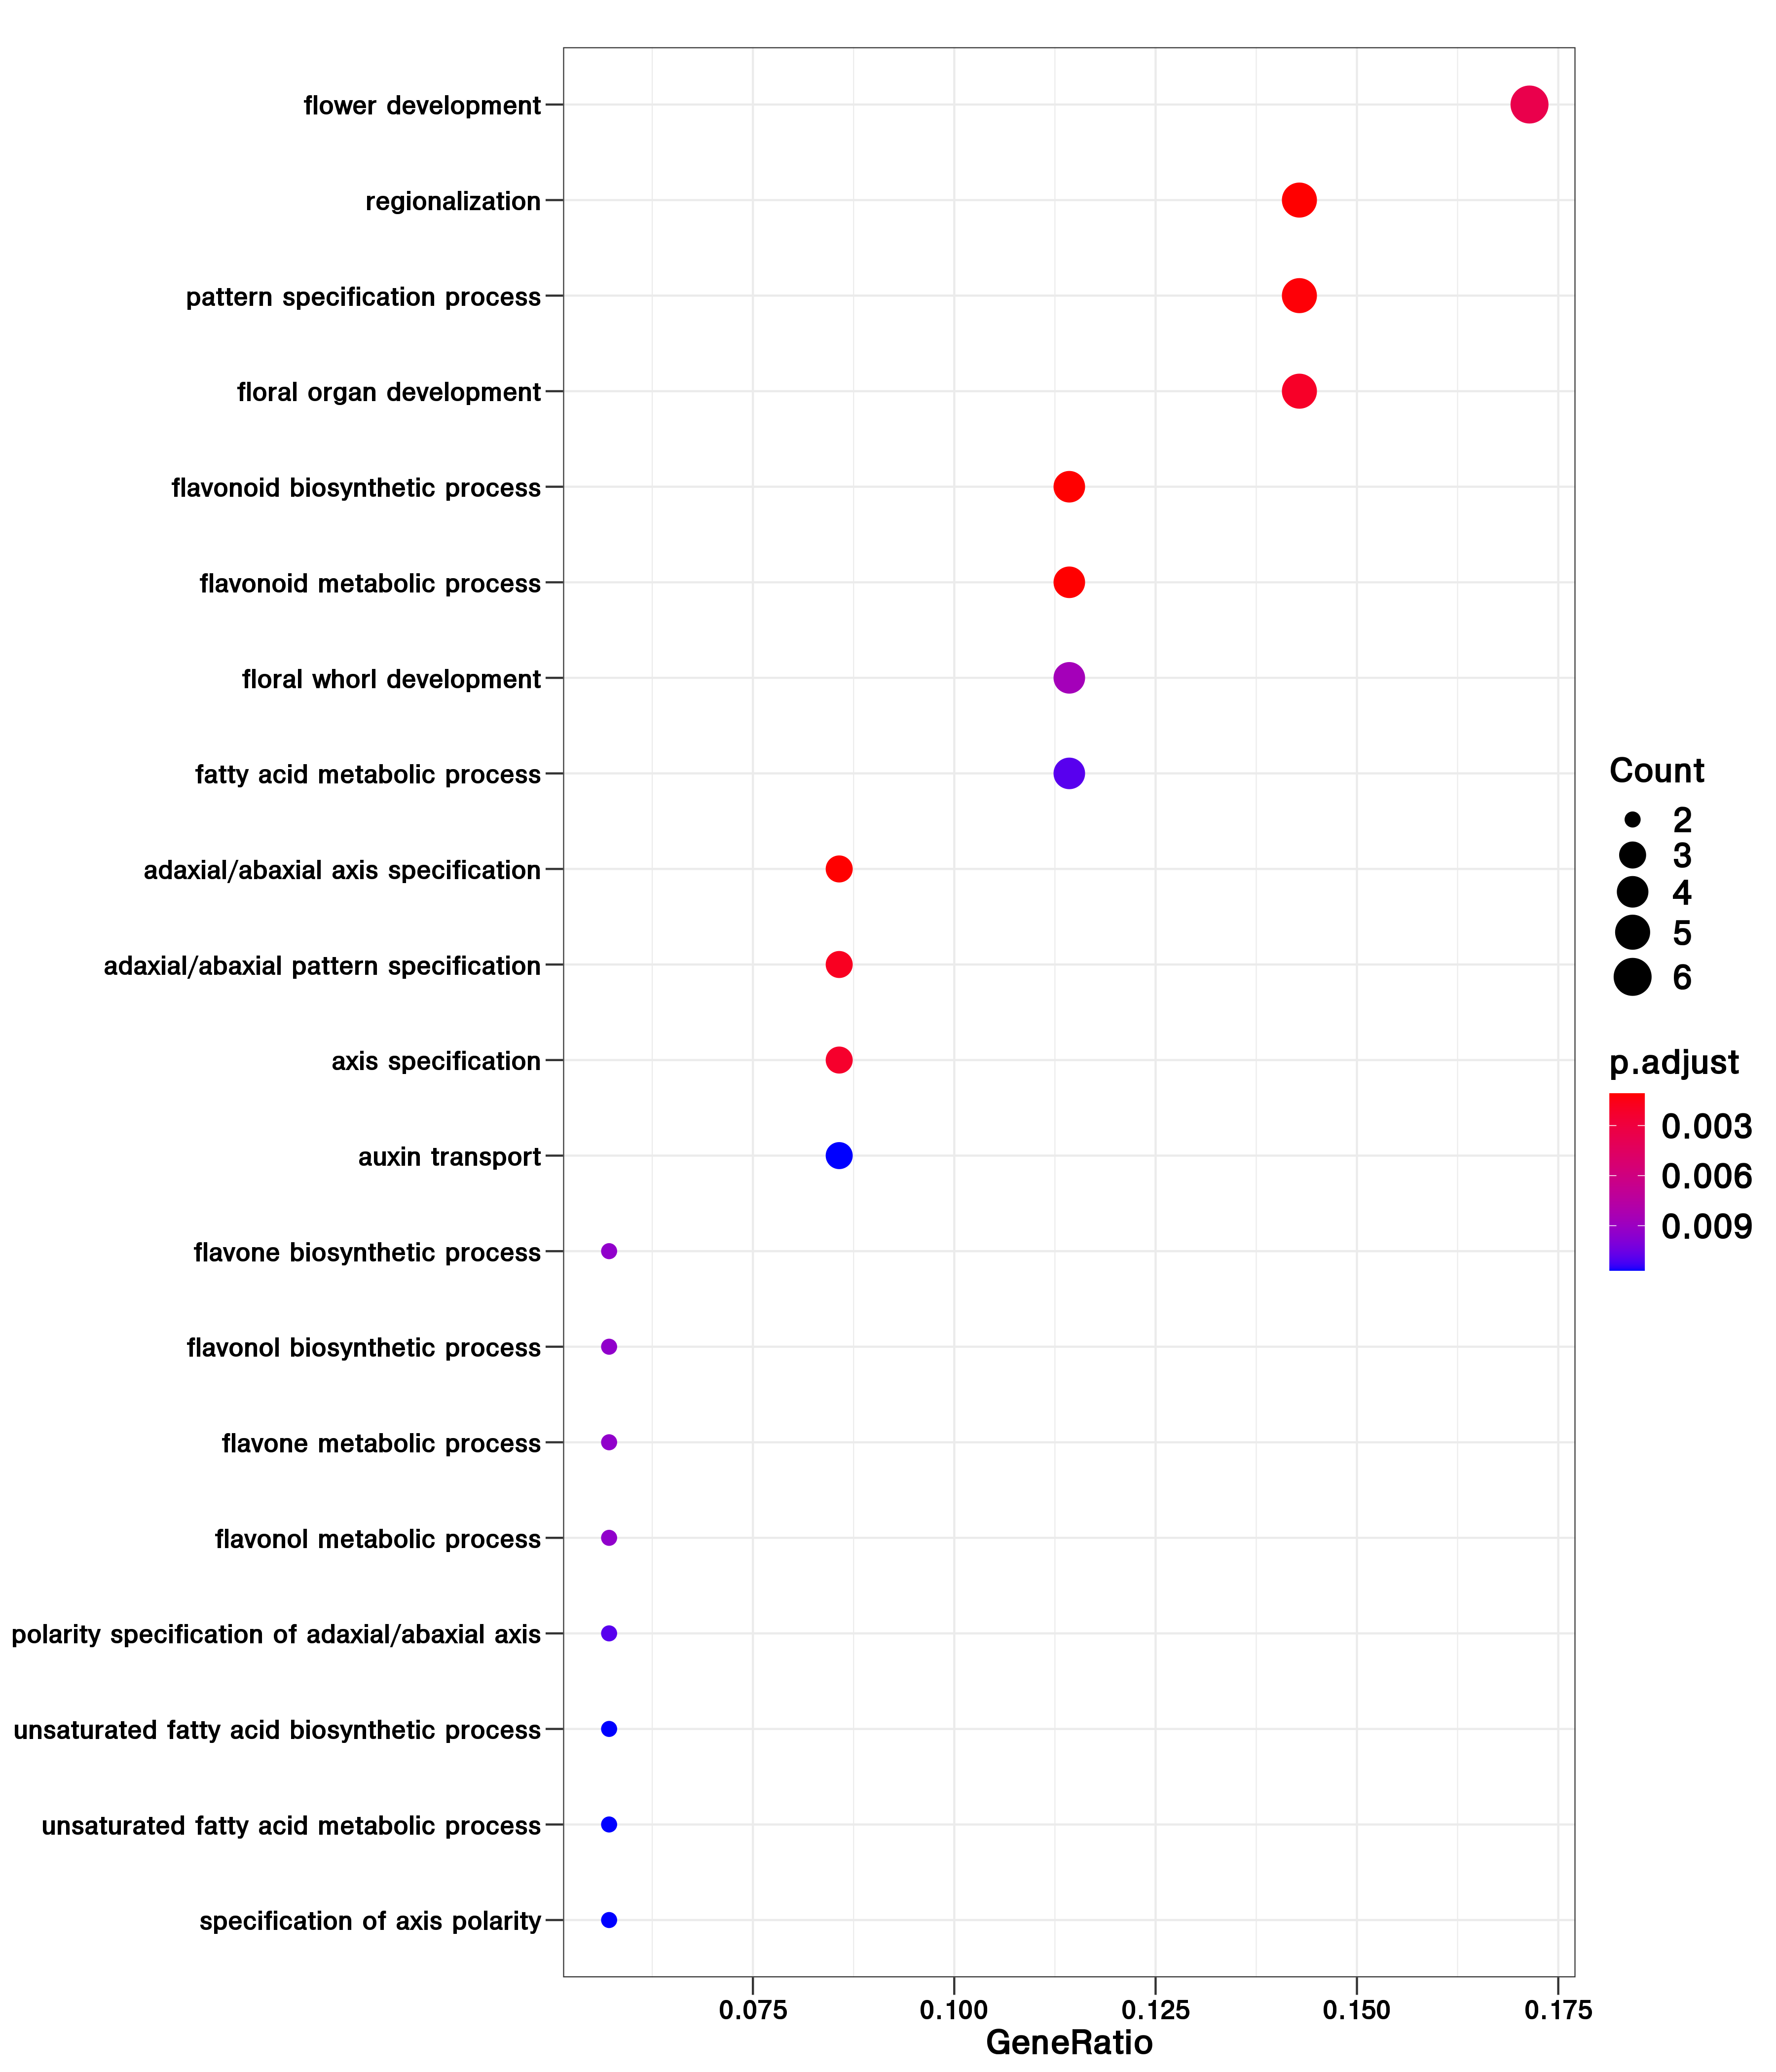 flower development
regionalization
pattern specification process
floral organ development
flavonoid biosynthetic process
flavonoid metabolic process
floral whorl development
fatty acid metabolic process
adaxial/abaxial axis specification
adaxial/abaxial pattern specification
axis specification
auxin transport
flavone biosynthetic process
flavonol biosynthetic process
flavone metabolic process
flavonol metabolic process
polarity specification of adaxial/abaxial axis
unsaturated fatty acid biosynthetic process
unsaturated fatty acid metabolic process
specification of axis polarity
0.075 0.100 0.125 0.150 0.175
GeneRatio
Count
2
3
4
5
6
p.adjust
0.003
0.006
0.009